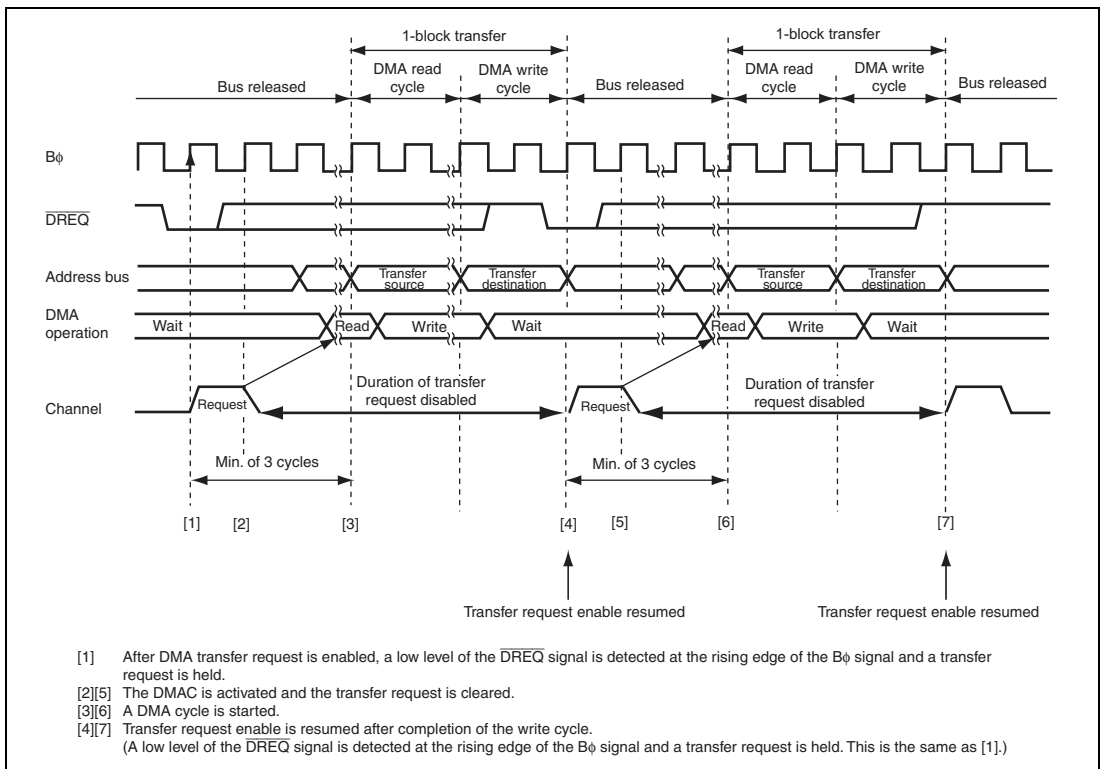 1-block transfer 1-block transfer
DMA read cycle DMA write cycle DMA read cycle DMA write cycle
Bus released Bus released Bus released
Bφ
DREQ
Address bus Transfer source Transfer destination Transfer source Transfer destination
DMA operation Wait Read Write Wait Read Write Wait
Duration of transfer request disabled Duration of transfer request disabled
Channel Request Request
Min. of 3 cycles Min. of 3 cycles
[1] [2] [3] [4] [5] [6] [7]
Transfer request enable resumed Transfer request enable resumed
[1] After DMA transfer request is enabled, a low level of the DREQ signal is detected at the rising edge of the Bφ signal and a transfer
request is held.
[2][5] The DMAC is activated and the transfer request is cleared.
[3][6] A DMA cycle is started.
[4][7] Transfer request enable is resumed after completion of the write cycle.
(A low level of the DREQ signal is detected at the rising edge of the Bφ signal and a transfer request is held. This is the same as [1].)